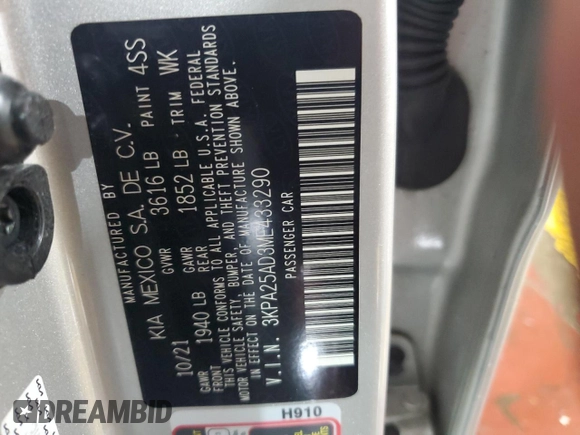 MANUFACTURED BY
KIA MEXICO S.A. DE C.V.
10/21 GVWR 3616 LB PAINT 4SS
GAWR FRONT 1940 LB GAWR REAR 1852 LB TRIM WK
THIS VEHICLE CONFORMS TO ALL APPLICABLE U.S.A. FEDERAL
MOTOR VEHICLE SAFETY, BUMPER, AND THEFT PREVENTION STANDARDS
IN EFFECT ON THE DATE OF MANUFACTURE SHOWN ABOVE.
V.I.N. 3KPA25AD3ME433290
PASSENGER CAR
H910
DREAMBID